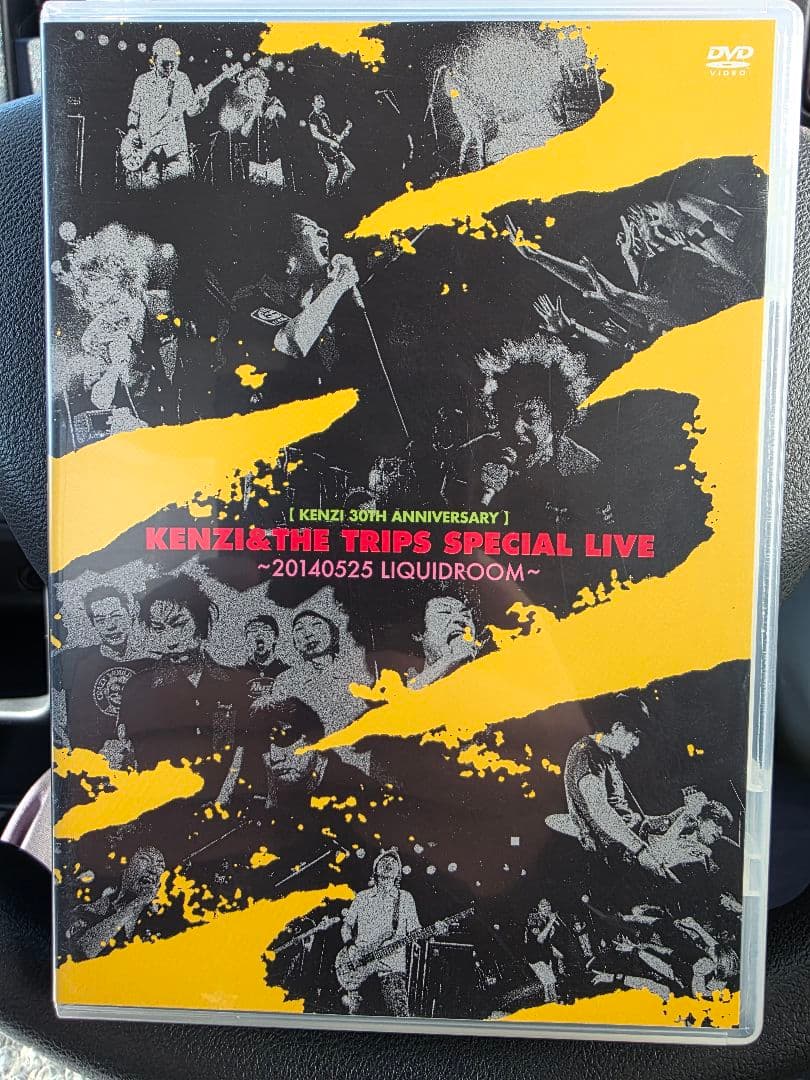 DVD
VIDEO
【 KENZI 30TH ANNIVERSARY 】
KENZI&THE TRIPS SPECIAL LIVE
~20140525 LIQUIDROOM~